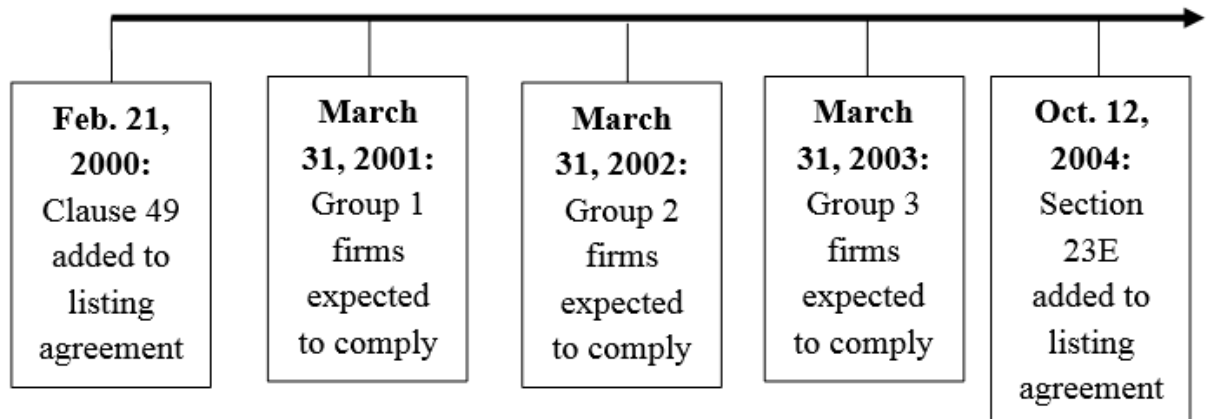 Feb. 21,
2000:
Clause 49
added to
listing
agreement
March
31, 2001:
Group 1
firms
expected
to comply
March
31, 2002:
Group 2
firms
expected
to comply
March
31, 2003:
Group 3
firms
expected
to comply
Oct. 12,
2004:
Section
23E
added to
listing
agreement